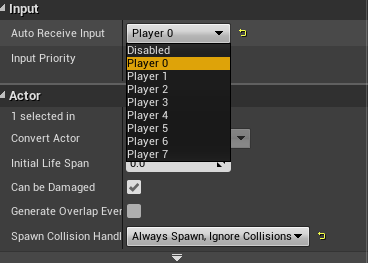 Input
Auto Receive Input
Player 0
Disabled
Input Priority
Player 0
Player 1
Player 2
Actor
Player 3
1 selected in
Player 4
Player 5
Convert Actor
Player 6
Player 7
Initial Life Span
0.0
Can be Damaged
Generate Overlap Even
Spawn Collision Handl
Always Spawn, Ignore Collisions